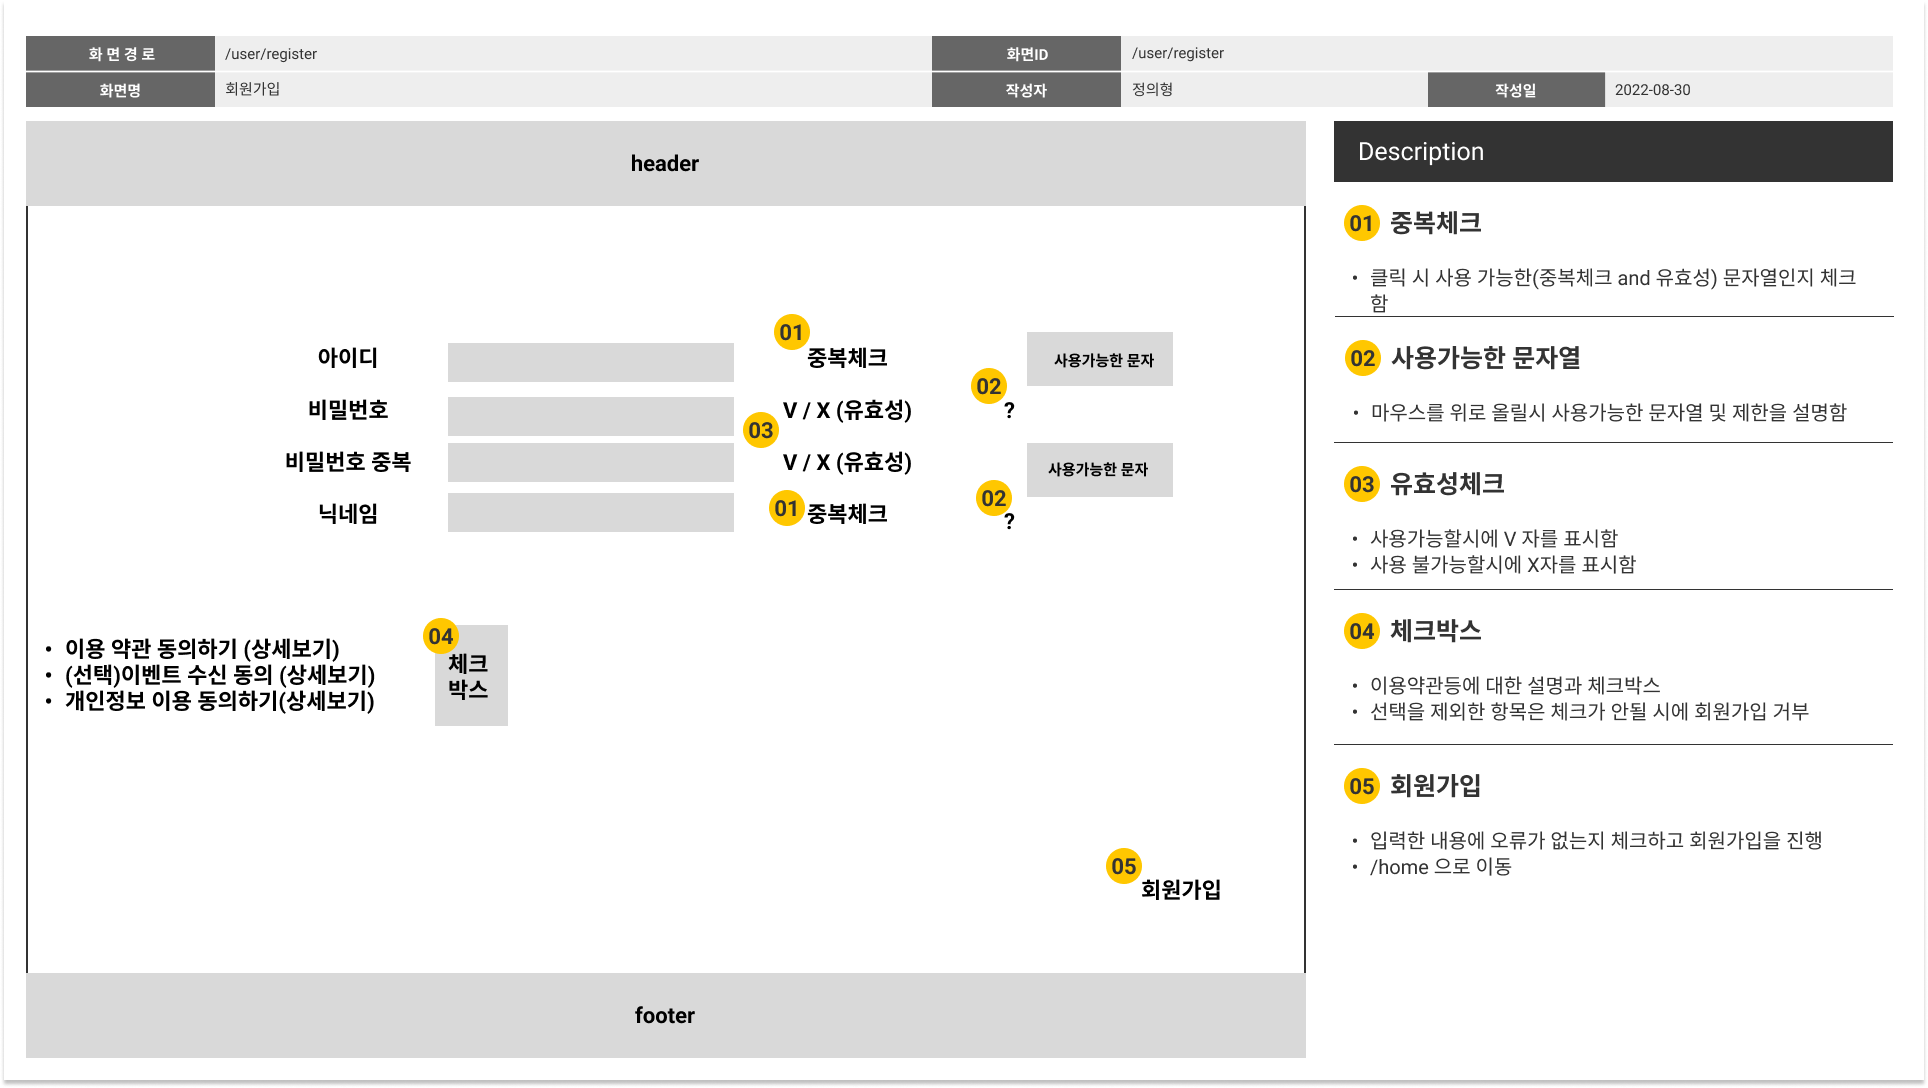 화 면 경 로 /user/register 화면ID /user/register
화면명 회원가입 작성자 정의형 작성일 2022-08-30
header
01
아이디 중복체크 사용가능한 문자
02
비밀번호 V / X (유효성) ?
03
비밀번호 중복 V / X (유효성) 사용가능한 문자
02
닉네임 01 중복체크 ?
• 이용 약관 동의하기 (상세보기)
• (선택)이벤트 수신 동의 (상세보기)
• 개인정보 이용 동의하기(상세보기)
04
체크
박스
05
회원가입
footer
Description
01 중복체크
• 클릭 시 사용 가능한(중복체크 and 유효성) 문자열인지 체크
함
02 사용가능한 문자열
• 마우스를 위로 올릴시 사용가능한 문자열 및 제한을 설명함
03 유효성체크
• 사용가능할시에 V 자를 표시함
• 사용 불가능할시에 X자를 표시함
04 체크박스
• 이용약관등에 대한 설명과 체크박스
• 선택을 제외한 항목은 체크가 안될 시에 회원가입 거부
05 회원가입
• 입력한 내용에 오류가 없는지 체크하고 회원가입을 진행
• /home 으로 이동